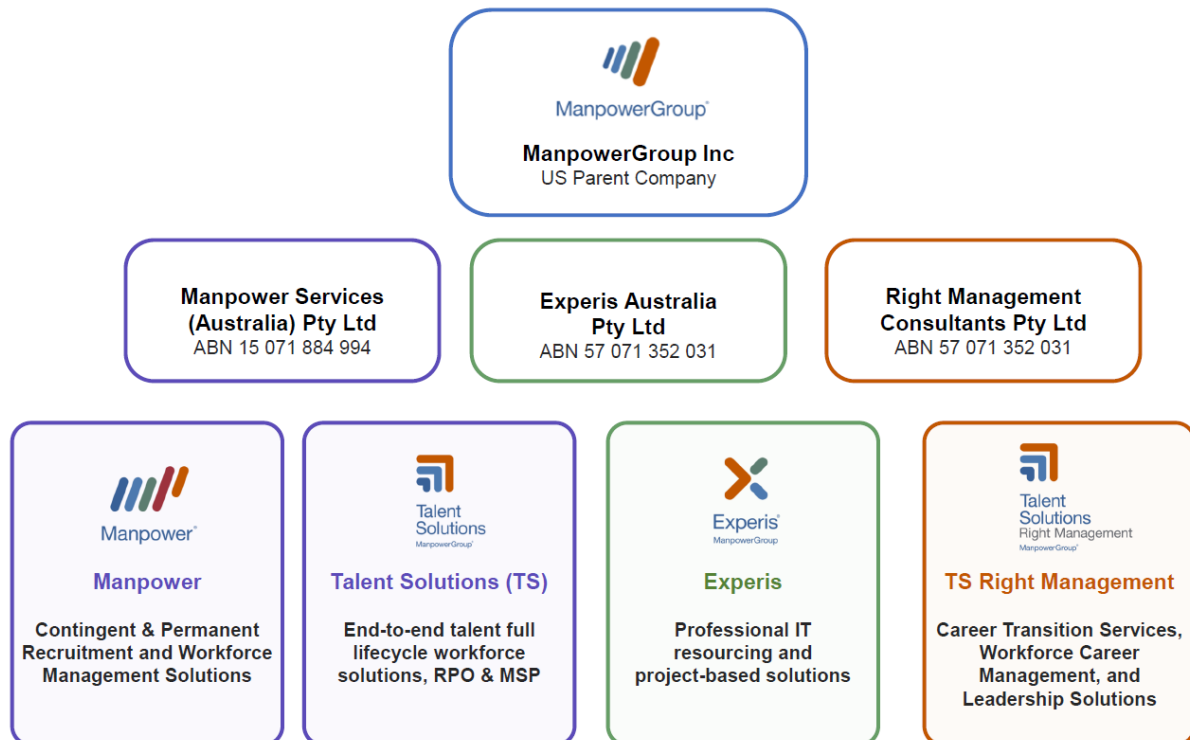 ManpowerGroup®
ManpowerGroup Inc
US Parent Company
Manpower Services
(Australia) Pty Ltd
ABN 15 071 884 994
Experis Australia
Pty Ltd
ABN 57 071 352 031
Right Management
Consultants Pty Ltd
ABN 57 071 352 031
Manpower®
Manpower
Contingent & Permanent
Recruitment and Workforce
Management Solutions
Talent
Solutions
ManpowerGroup®
Talent Solutions (TS)
End-to-end talent full
lifecycle workforce
solutions, RPO & MSP
Experis®
ManpowerGroup
Experis
Professional IT
resourcing and
project-based solutions
Talent
Solutions
Right Management
ManpowerGroup®
TS Right Management
Career Transition Services,
Workforce Career
Management, and
Leadership Solutions